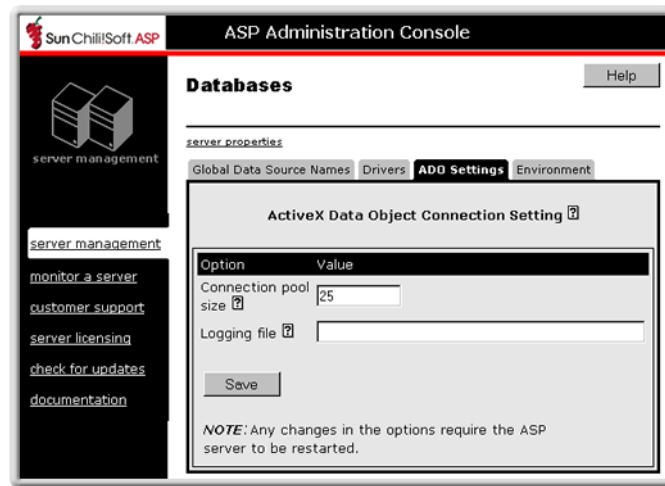 Sun Chili!Soft ASP
ASP Administration Console
server management
server management
monitor a server
customer support
server licensing
check for updates
documentation
Databases
Help
server properties
Global Data Source Names
Drivers
ADO Settings
Environment
ActiveX Data Object Connection Setting ?
Option Value
Connection pool
size ? 25
Logging file ?
Save
NOTE: Any changes in the options require the ASP
server to be restarted.